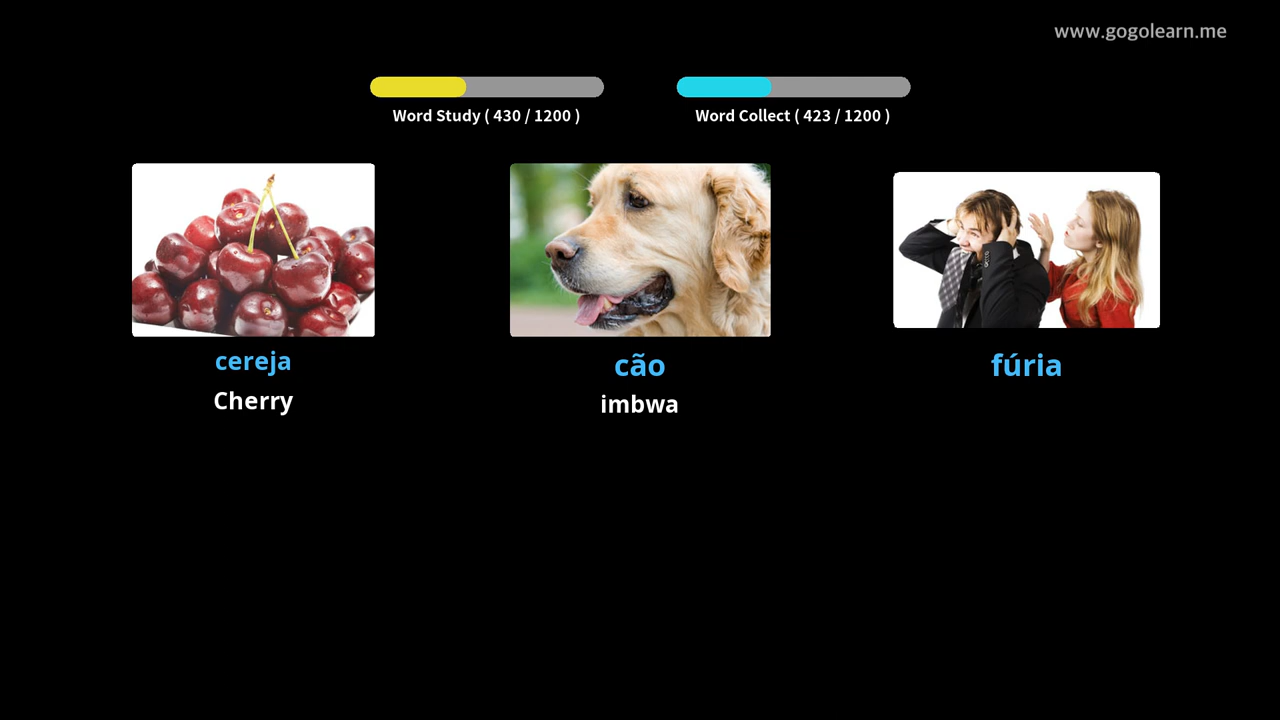 www.gogolearn.me
Word Study ( 430 / 1200 )
Word Collect ( 423 / 1200 )
cereja
Cherry
cão
imbwa
fúria